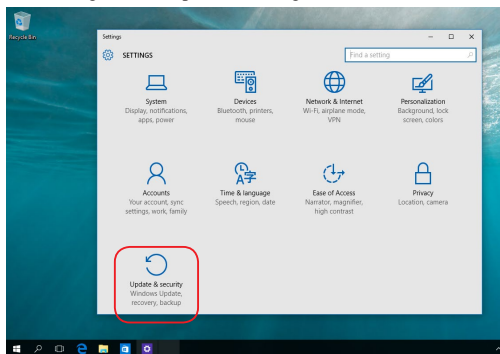 Recycle Bin
Settings
SETTINGS
Find a setting
System
Display, notifications,
apps, power
Devices
Bluetooth, printers,
mouse
Network & Internet
Wi-Fi, airplane mode,
VPN
Personalization
Background, lock
screen, colors
Accounts
Your account, sync
settings, work, family
Time & language
Speech, region, date
Ease of Access
Narrator, magnifier,
high contrast
Privacy
Location, camera
Update & security
Windows Update,
recovery, backup